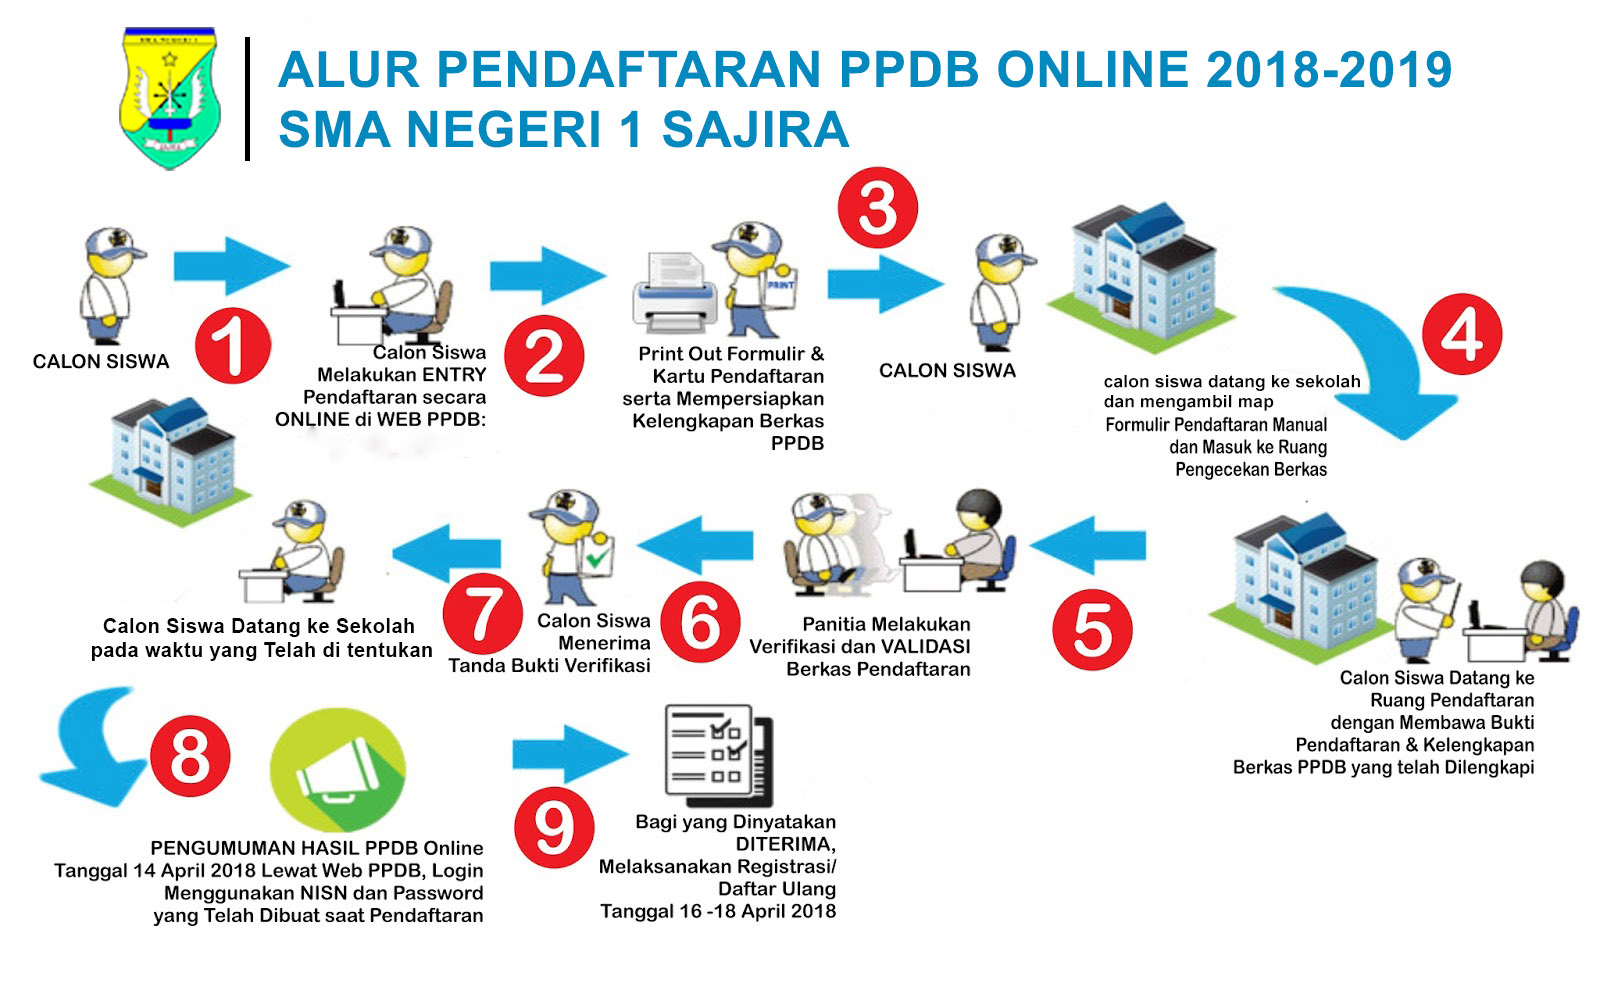 SMA NEGERI 1
SAJIRA
ALUR PENDAFTARAN PPDB ONLINE 2018-2019
SMA NEGERI 1 SAJIRA
CALON SISWA
1
Calon Siswa
Melakukan ENTRY
Pendaftaran secara
ONLINE di WEB PPDB:
2
PRINT
Print Out Formulir &
Kartu Pendaftaran
serta Mempersiapkan
Kelengkapan Berkas
PPDB
3
CALON SISWA
calon siswa datang ke sekolah
dan mengambil map
Formulir Pendaftaran Manual
dan Masuk ke Ruang
Pengecekan Berkas
4
Calon Siswa Datang ke
Ruang Pendaftaran
dengan Membawa Bukti
Pendaftaran & Kelengkapan
Berkas PPDB yang telah Dilengkapi
5
Panitia Melakukan
Verifikasi dan VALIDASI
Berkas Pendaftaran
6
Calon Siswa
Menerima
Tanda Bukti Verifikasi
7
Calon Siswa Datang ke Sekolah
pada waktu yang Telah di tentukan
8
PENGUMUMAN HASIL PPDB Online
Tanggal 14 April 2018 Lewat Web PPDB, Login
Menggunakan NISN dan Password
yang Telah Dibuat saat Pendaftaran
9
Bagi yang Dinyatakan
DITERIMA,
Melaksanakan Registrasi/
Daftar Ulang
Tanggal 16 -18 April 2018